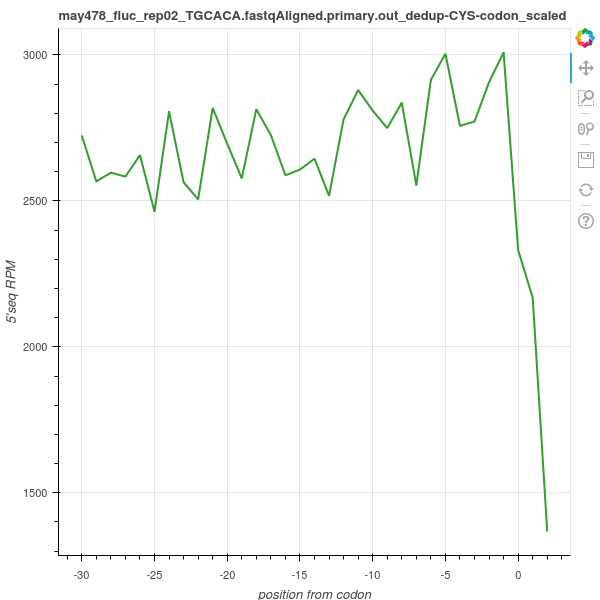 may478_fluc_rep02_TGCACA.fastqAligned.primary.out_dedup-CYS-codon_scaled
3000
2500
2000
1500
5'seq RPM
-30 -25 -20 -15 -10 -5 0
position from codon